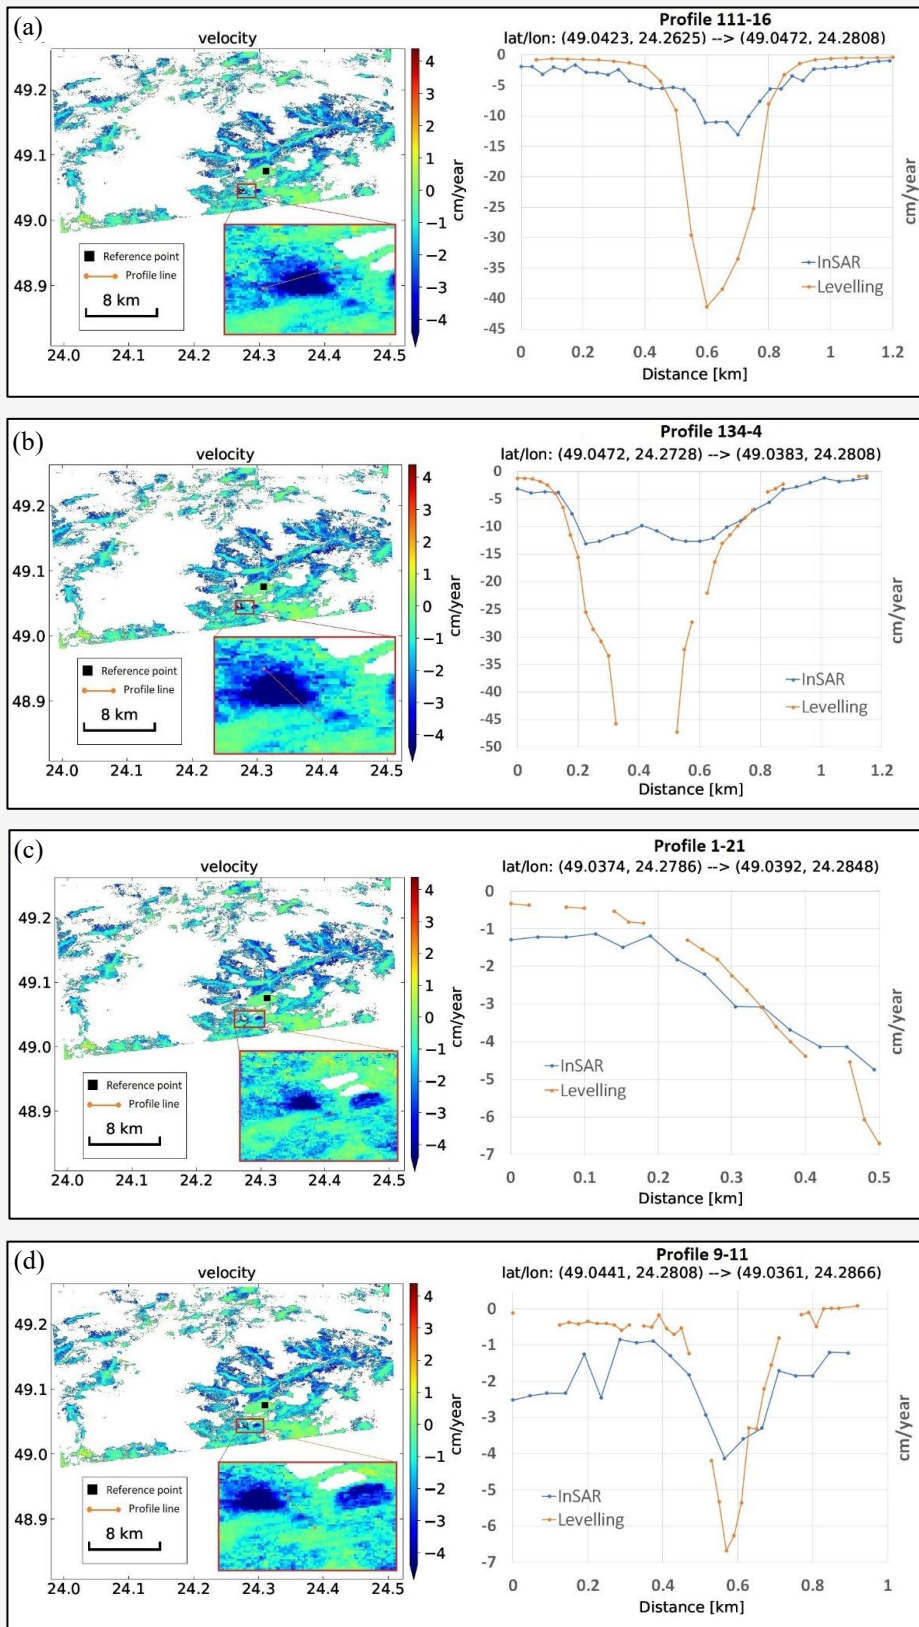 (a)
Profile 111-16
lat/lon: (49.0423, 24.2625) --> (49.0472, 24.2808)
velocity
49.2
49.1
49.0
48.9
24.0 24.1 24.2 24.3 24.4 24.5
Reference point
Profile line
8 km
4
3
2
1
0
−1
−2
−3
−4
cm/year
0
-5
-10
-15
-20
-25
-30
-35
-40
-45
0 0.2 0.4 0.6 0.8 1 1.2
Distance [km]
cm/year
InSAR
Levelling
(b)
Profile 134-4
lat/lon: (49.0472, 24.2728) --> (49.0383, 24.2808)
velocity
49.2
49.1
49.0
48.9
24.0 24.1 24.2 24.3 24.4 24.5
Reference point
Profile line
8 km
4
3
2
1
0
−1
−2
−3
−4
cm/year
0
-5
-10
-15
-20
-25
-30
-35
-40
-45
-50
0 0.2 0.4 0.6 0.8 1 1.2
Distance [km]
cm/year
InSAR
Levelling
(c)
Profile 1-21
lat/lon: (49.0374, 24.2786) --> (49.0392, 24.2848)
velocity
49.2
49.1
49.0
48.9
24.0 24.1 24.2 24.3 24.4 24.5
Reference point
Profile line
8 km
4
3
2
1
0
−1
−2
−3
−4
cm/year
0
-1
-2
-3
-4
-5
-6
-7
0 0.1 0.2 0.3 0.4 0.5
Distance [km]
cm/year
InSAR
Levelling
(d)
Profile 9-11
lat/lon: (49.0441, 24.2808) --> (49.0361, 24.2866)
velocity
49.2
49.1
49.0
48.9
24.0 24.1 24.2 24.3 24.4 24.5
Reference point
Profile line
8 km
4
3
2
1
0
−1
−2
−3
−4
cm/year
0
-1
-2
-3
-4
-5
-6
-7
0 0.2 0.4 0.6 0.8 1
Distance [km]
cm/year
InSAR
Levelling